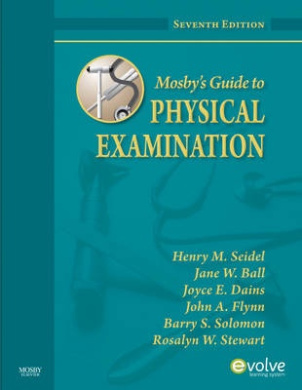 SEVENTH EDITION
Mosby's Guide to
PHYSICAL
EXAMINATION
Henry M. Seidel
Jane W. Ball
Joyce E. Dains
John A. Flynn
Barry S. Solomon
Rosalyn W. Stewart
MOSBY
ELSEVIER
evolve
learning system